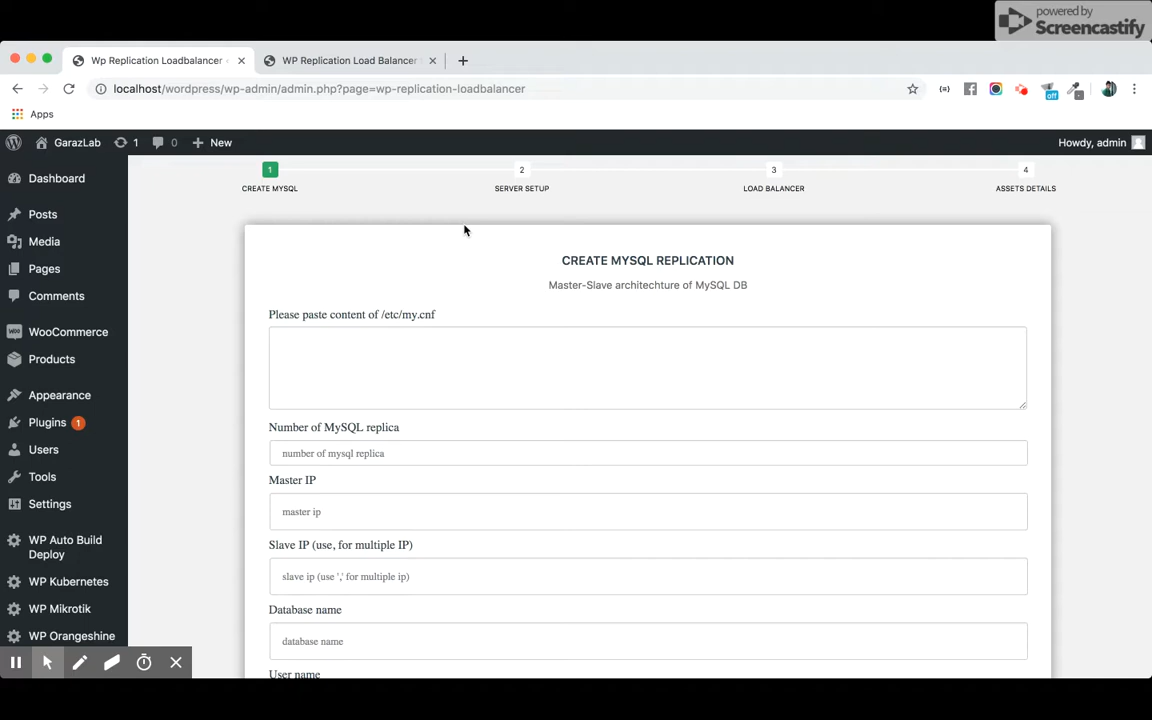 powered by
Screencastify
Wp Replication Loadbalancer
WP Replication Load Balancer
localhost/wordpress/wp-admin/admin.php?page=wp-replication-loadbalancer
Apps
off
GarazLab
1
0
New
Howdy, admin
Dashboard
Posts
Media
Pages
Comments
Woo
WooCommerce
Products
Appearance
Plugins 1
Users
Tools
Settings
WP Auto Build
Deploy
WP Kubernetes
WP Mikrotik
WP Orangeshine
1
2
3
4
CREATE MYSQL
SERVER SETUP
LOAD BALANCER
ASSETS DETAILS
CREATE MYSQL REPLICATION
Master-Slave architechture of MySQL DB
Please paste content of /etc/my.cnf
Number of MySQL replica
number of mysql replica
Master IP
master ip
Slave IP (use, for multiple IP)
slave ip (use ',' for multiple ip)
Database name
database name
User name